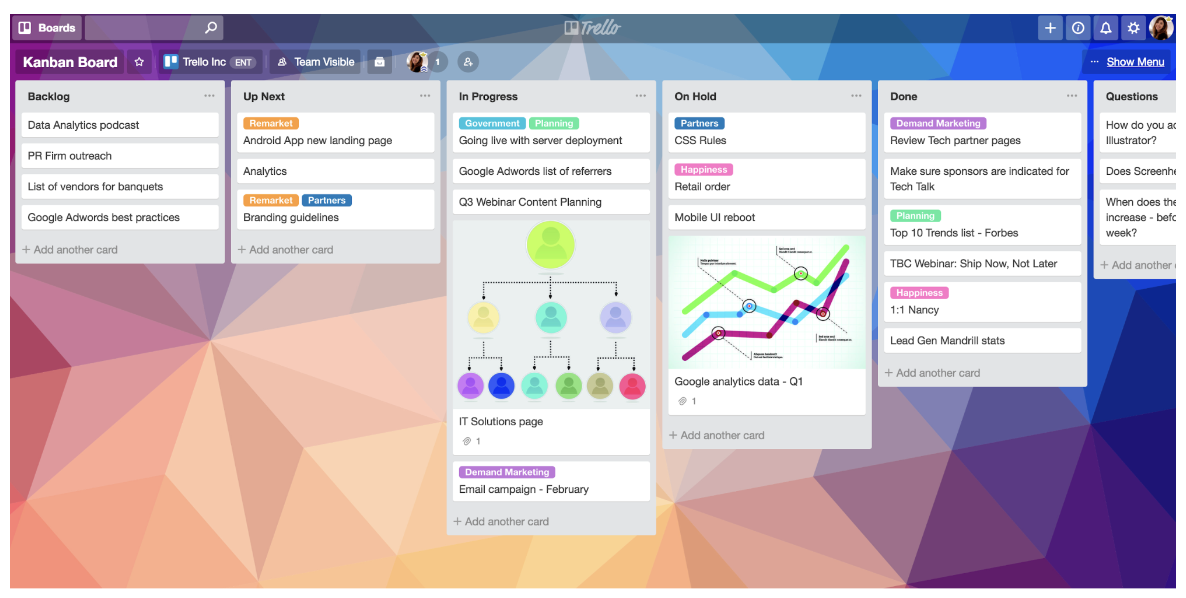 Boards
Trello
Kanban Board
Trello Inc ENT
Team Visible
1
Show Menu
Backlog
Data Analytics podcast
PR Firm outreach
List of vendors for banquets
Google Adwords best practices
+ Add another card
Up Next
Remarket
Android App new landing page
Analytics
Remarket Partners
Branding guidelines
+ Add another card
In Progress
Government Planning
Going live with server deployment
Google Adwords list of referrers
Q3 Webinar Content Planning
IT Solutions page
1
Demand Marketing
Email campaign - February
+ Add another card
On Hold
Partners
CSS Rules
Happiness
Retail order
Mobile UI reboot
Google analytics data - Q1
1
+ Add another card
Done
Demand Marketing
Review Tech partner pages
Make sure sponsors are indicated for
Tech Talk
Planning
Top 10 Trends list - Forbes
TBC Webinar: Ship Now, Not Later
Happiness
1:1 Nancy
Lead Gen Mandrill stats
+ Add another card
Questions
How do you
Illustrator?
Does
When does the
increase -
week?
+ Add another